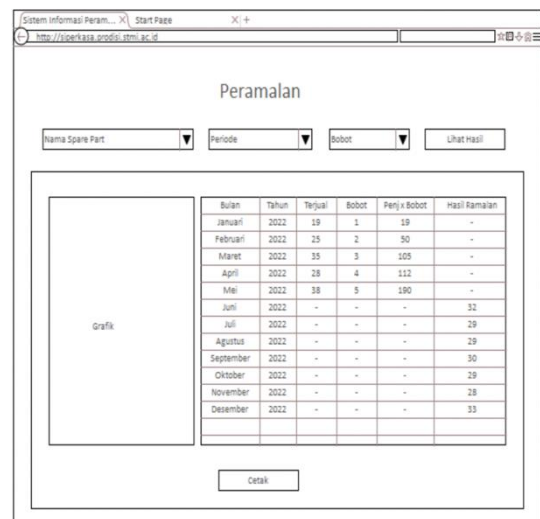 Sistem Informasi Peram... X Start Page X +
http://siperkasa.prodisi.stmi.ac.id
Peramalan
Nama Spare Part Periode Bobot Lihat Hasil
Grafik
Bulan Tahun Terjual Bobot Penj x Bobot Hasil Ramalan
Januari 2022 19 1 19 -
Februari 2022 25 2 50 -
Maret 2022 35 3 105 -
April 2022 28 4 112 -
Mei 2022 38 5 190 -
Juni 2022 - - - 32
Juli 2022 - - - 29
Agustus 2022 - - - 29
September 2022 - - - 30
Oktober 2022 - - - 29
November 2022 - - - 28
Desember 2022 - - - 33
Cetak